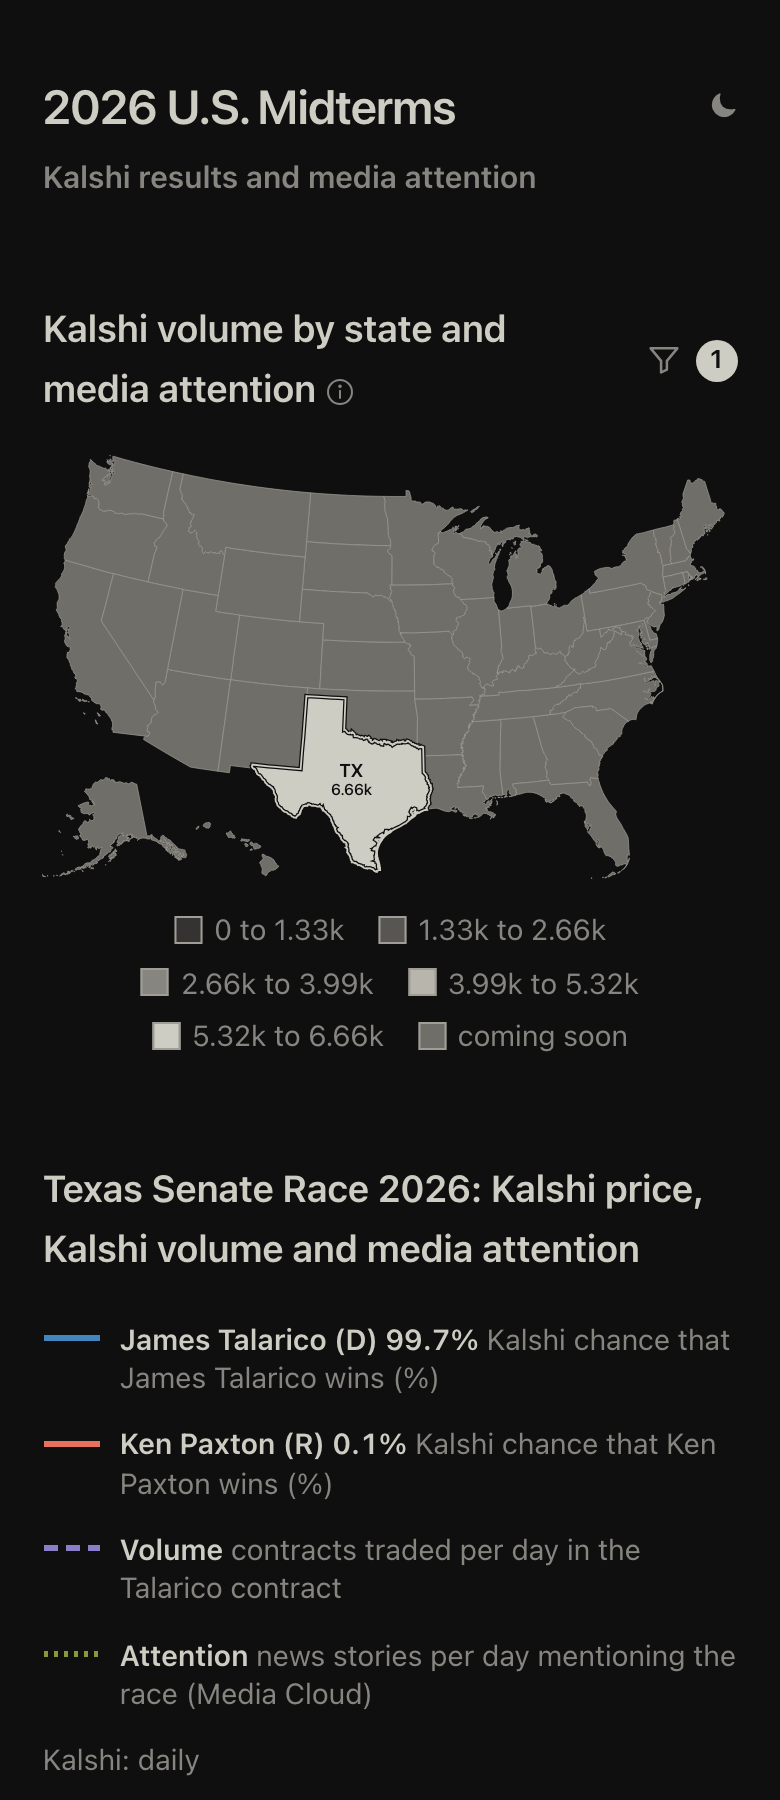 2026 U.S. Midterms
Kalshi results and media attention
Kalshi volume by state and
media attention
1
TX
6.66k
0 to 1.33k
1.33k to 2.66k
2.66k to 3.99k
3.99k to 5.32k
5.32k to 6.66k
coming soon
Texas Senate Race 2026: Kalshi price,
Kalshi volume and media attention
James Talarico (D) 99.7% Kalshi chance that
James Talarico wins (%)
Ken Paxton (R) 0.1% Kalshi chance that Ken
Paxton wins (%)
Volume contracts traded per day in the
Talarico contract
Attention news stories per day mentioning the
race (Media Cloud)
Kalshi: daily